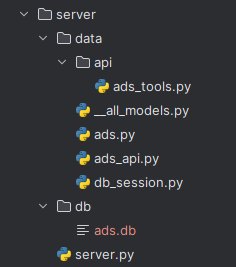 server
data
api
ads_tools.py
__all_models.py
ads.py
ads_api.py
db_session.py
db
ads.db
server.py